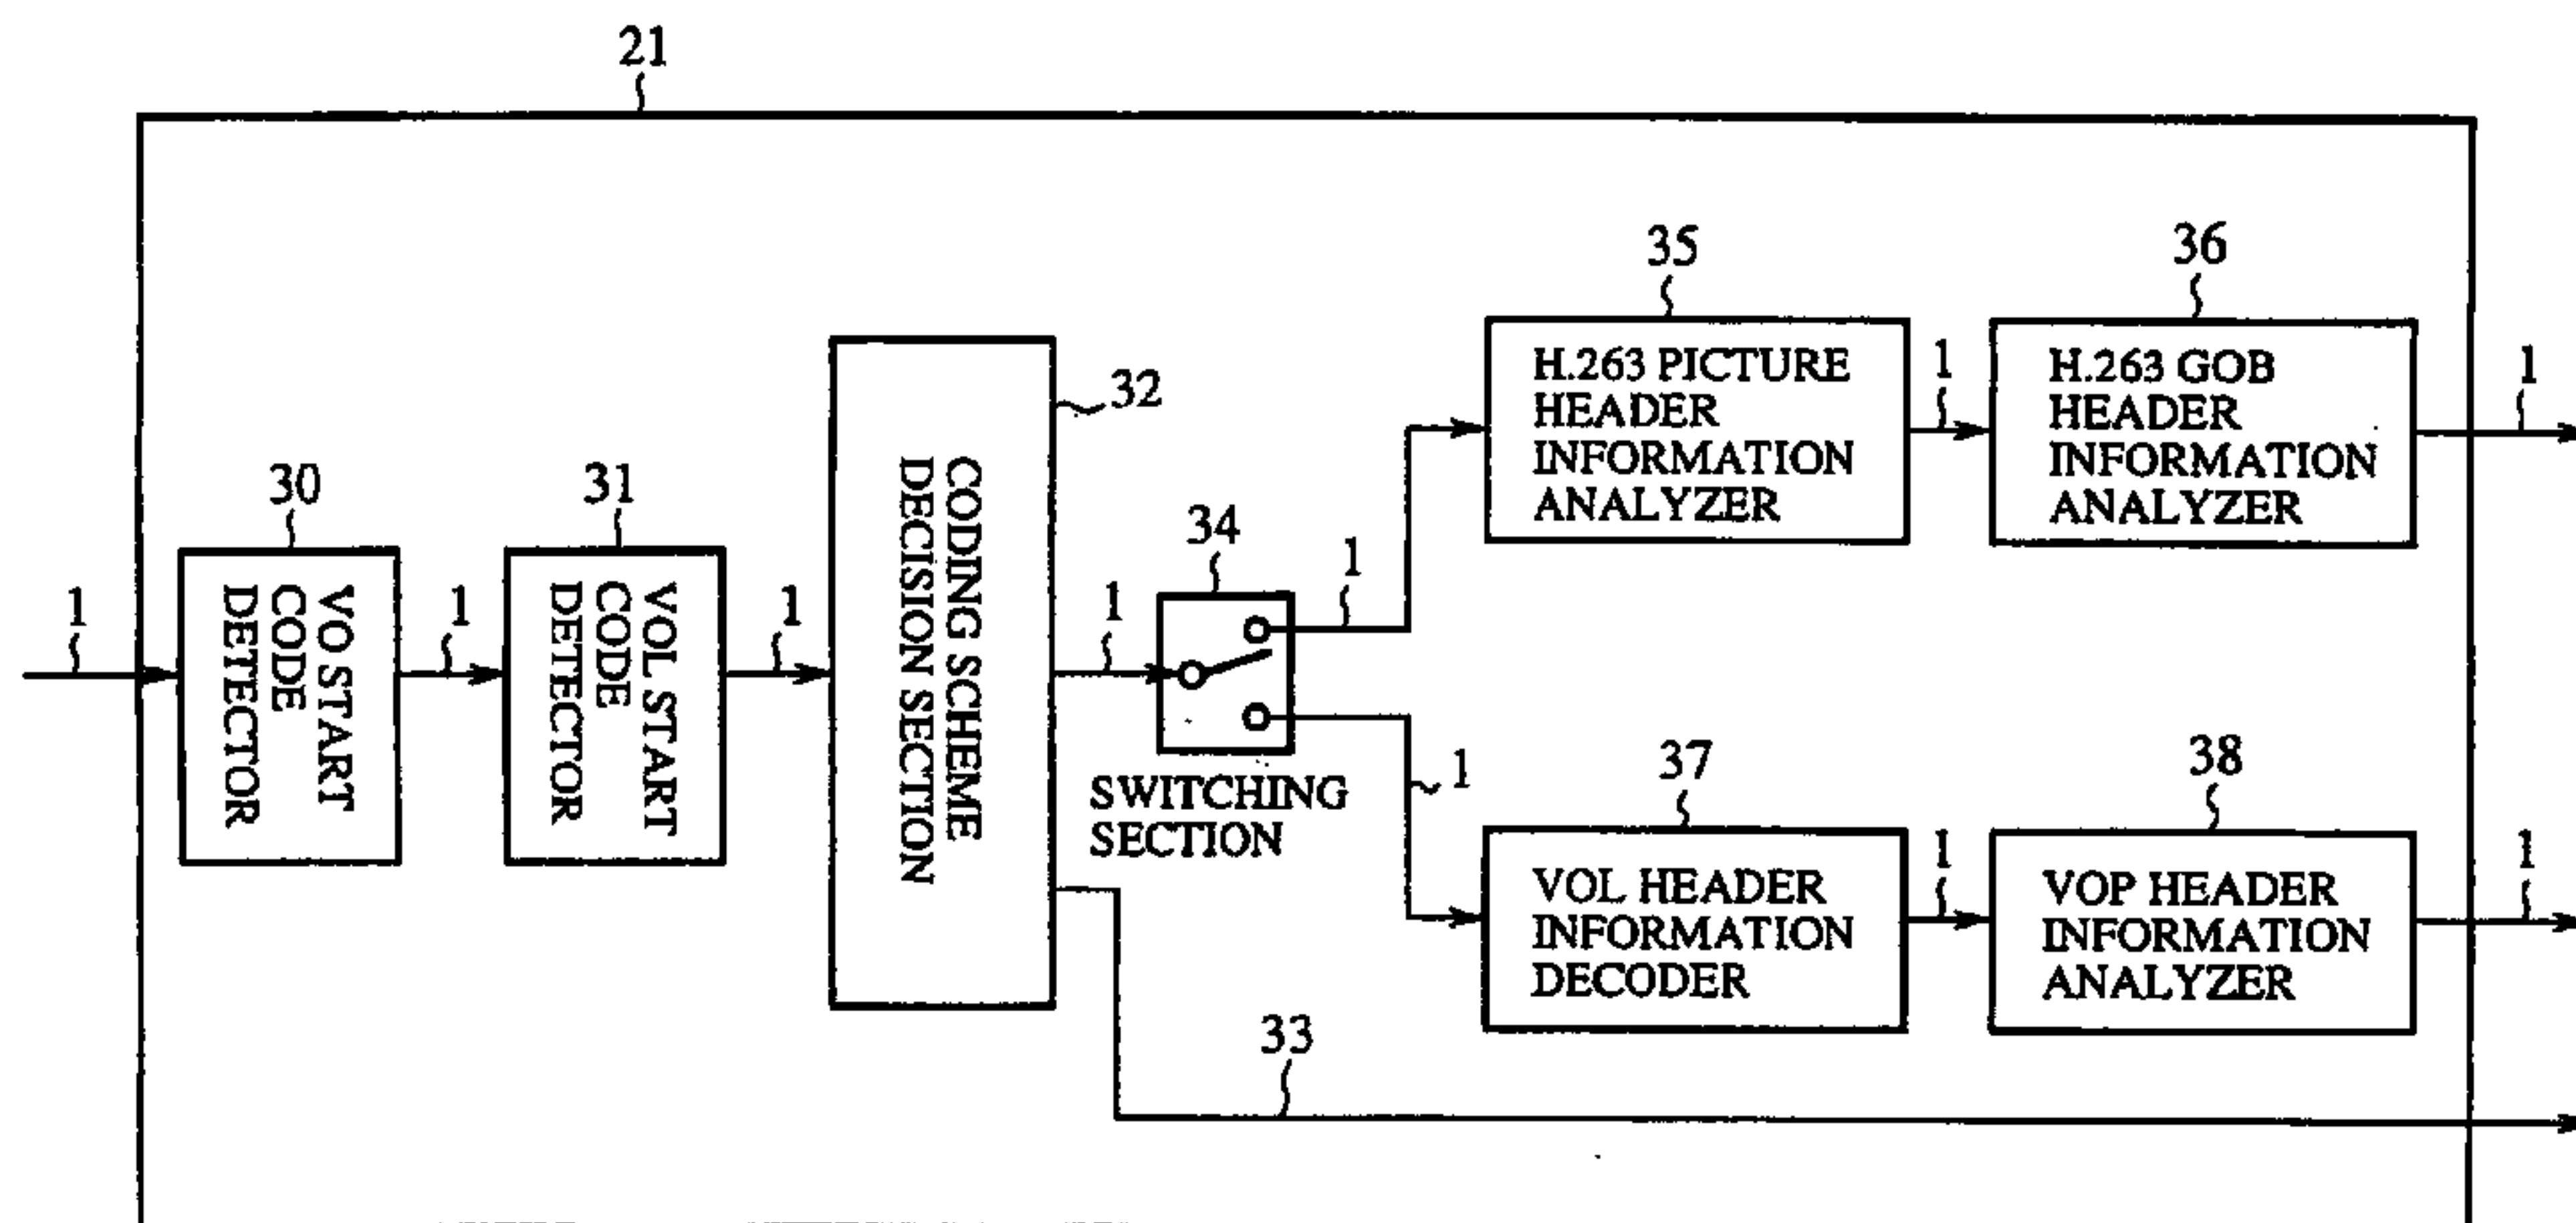 21
30
VO START
CODE
DETECTOR
31
VOL START
CODE
DETECTOR
32
CODING SCHEME
DECISION SECTION
34
SWITCHING
SECTION
35
H.263 PICTURE
HEADER
INFORMATION
ANALYZER
36
H.263 GOB
HEADER
INFORMATION
ANALYZER
37
VOL HEADER
INFORMATION
DECODER
38
VOP HEADER
INFORMATION
ANALYZER
33
1
1
1
1
1
1
1
1
1
1